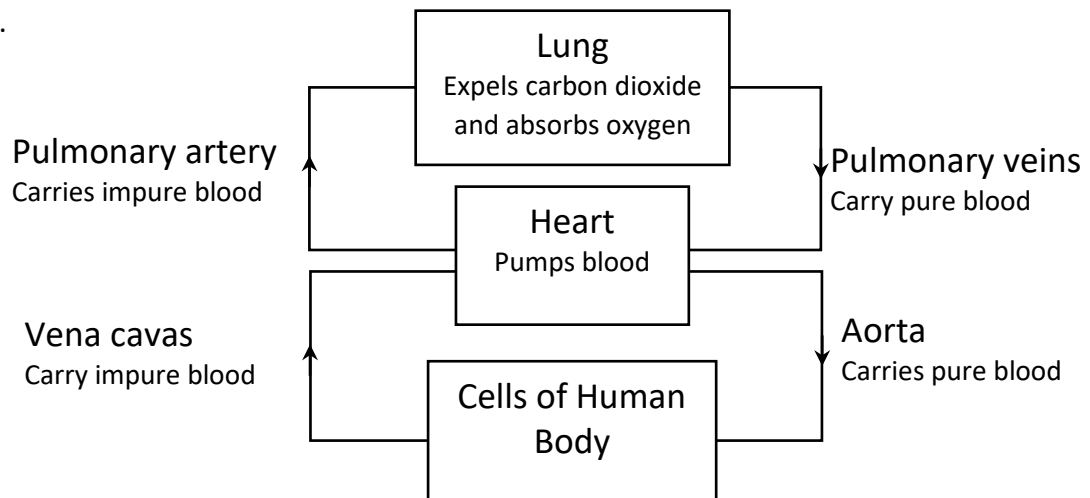 .
Lung
Expels carbon dioxide
and absorbs oxygen
Pulmonary artery
Carries impure blood
Pulmonary veins
Carry pure blood
Heart
Pumps blood
Vena cavas
Carry impure blood
Aorta
Carries pure blood
Cells of Human
Body